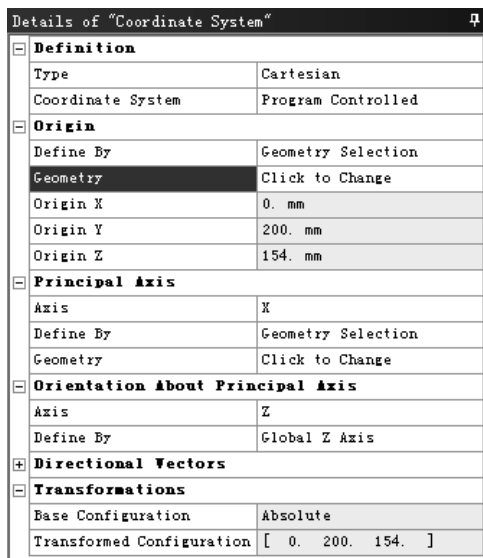 Details of "Coordinate System"
Definition
Type Cartesian
Coordinate System Program Controlled
Origin
Define By Geometry Selection
Geometry Click to Change
Origin X 0. mm
Origin Y 200. mm
Origin Z 154. mm
Principal Axis
Axis X
Define By Geometry Selection
Geometry Click to Change
Orientation About Principal Axis
Axis Z
Define By Global Z Axis
Directional Vectors
Transformations
Base Configuration Absolute
Transformed Configuration [ 0. 200. 154. ]